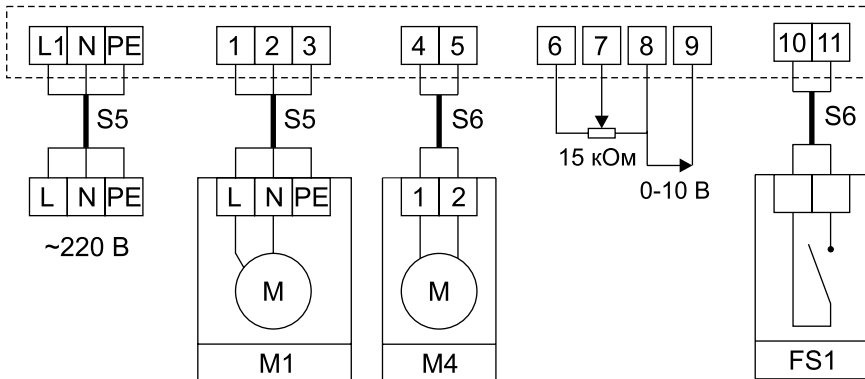 L1 N PE 1 2 3 4 5 6 7 8 9 10 11
S5 S5 S6 S6
15 кОм
0-10 В
L N PE L N PE 1 2
~220 В
M M
M1 M4 FS1